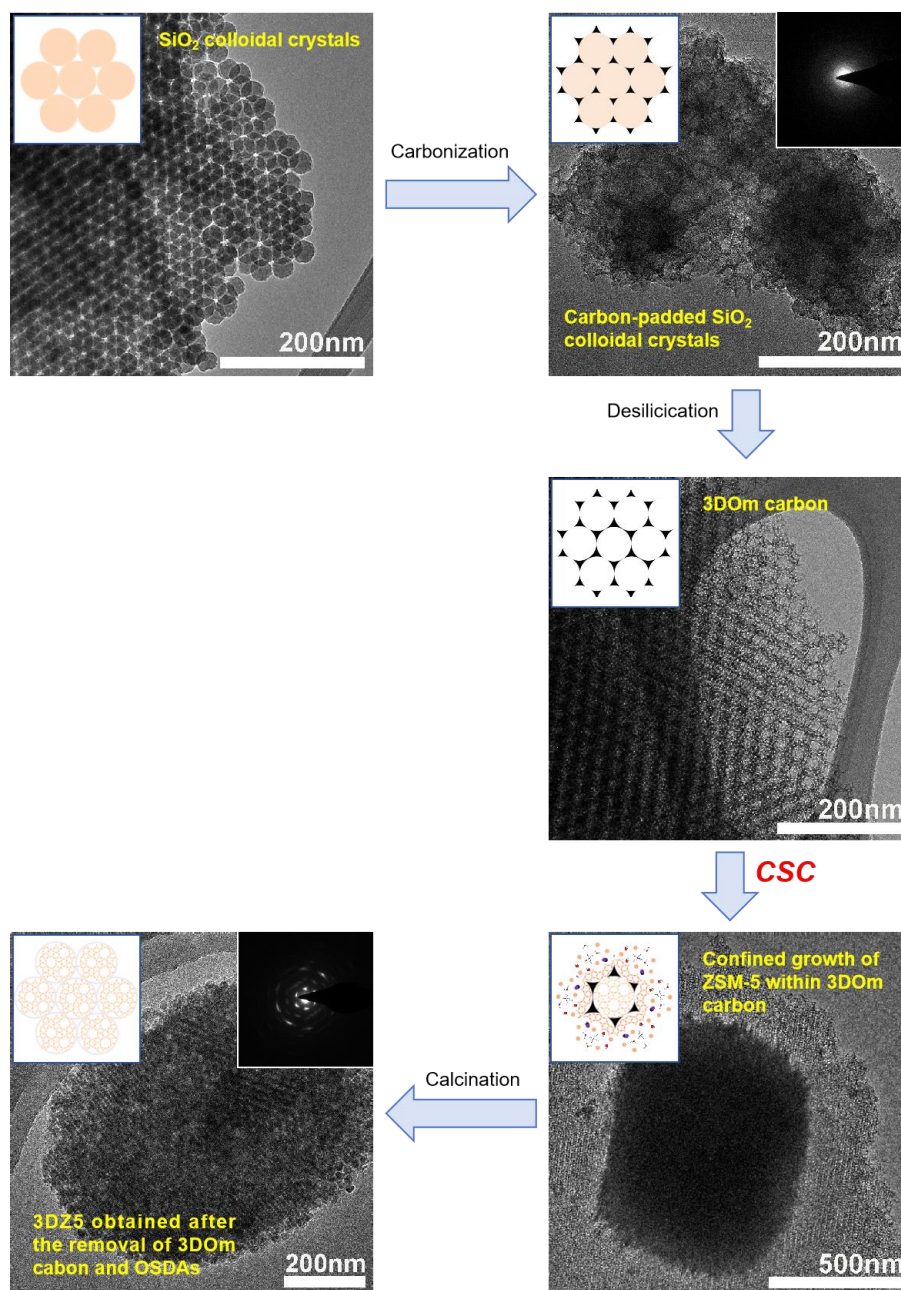 SiO₂ colloidal crystals
200nm
Carbonization
Carbon-padded SiO₂
colloidal crystals
200nm
Desilicication
3DOm carbon
200nm
CSC
Confined growth of
ZSM-5 within 3DOm
carbon
500nm
Calcination
3DZ5 obtained after
the removal of 3DOm
cabon and OSDAs
200nm